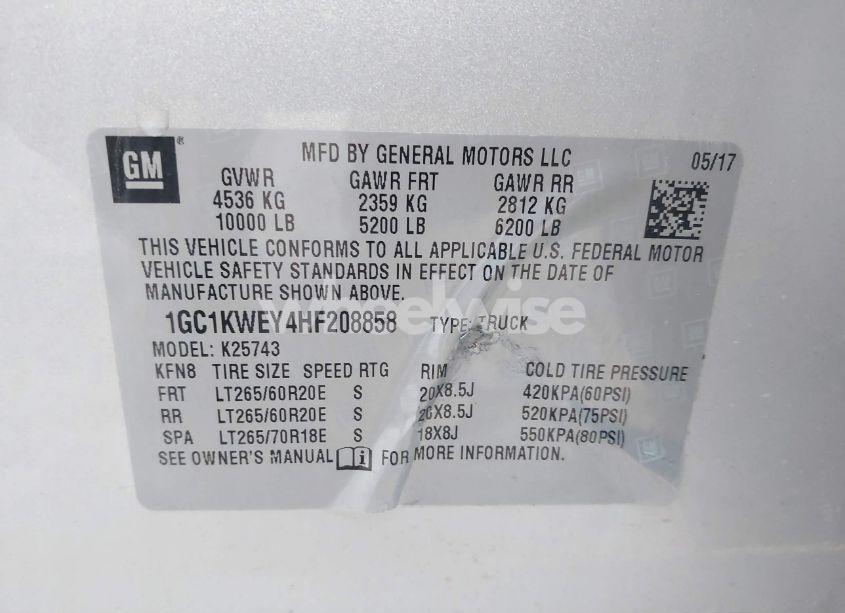 GM
MFD BY GENERAL MOTORS LLC 05/17
GVWR GAWR FRT GAWR RR
4536 KG 2359 KG 2812 KG
10000 LB 5200 LB 6200 LB
THIS VEHICLE CONFORMS TO ALL APPLICABLE U.S. FEDERAL MOTOR
VEHICLE SAFETY STANDARDS IN EFFECT ON THE DATE OF
MANUFACTURE SHOWN ABOVE.
1GC1KWEY4HF208858 TYPE: TRUCK
MODEL: K25743
KFN8 TIRE SIZE SPEED RTG RIM COLD TIRE PRESSURE
FRT LT265/60R20E S 20X8.5J 420KPA(60PSI)
RR LT265/60R20E S 20X8.5J 520KPA(75PSI)
SPA LT265/70R18E S 18X8J 550KPA(80PSI)
SEE OWNER'S MANUAL FOR MORE INFORMATION.